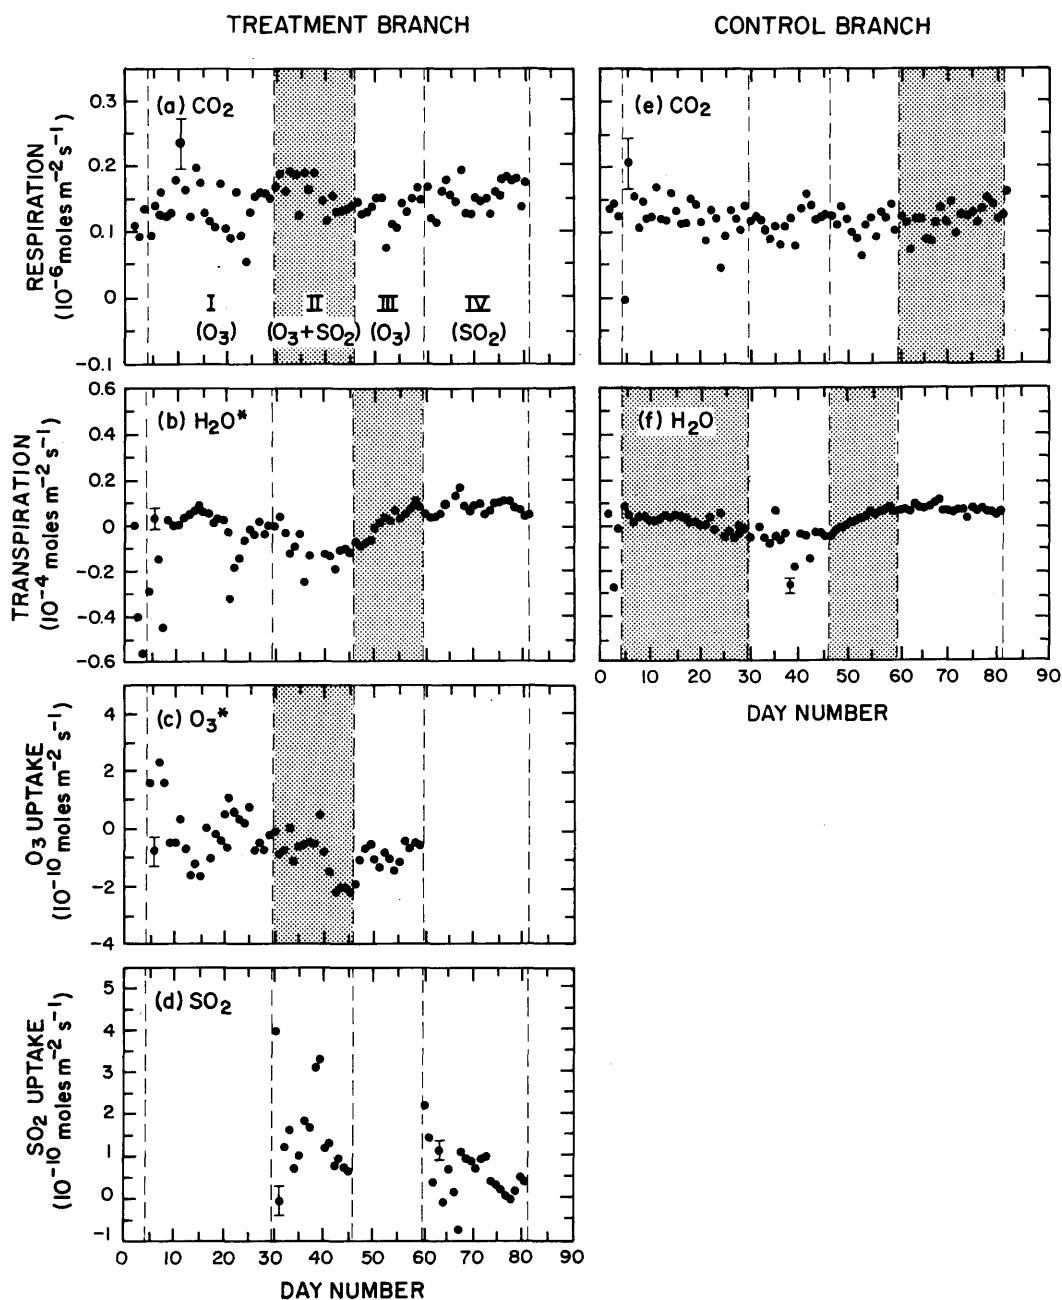 TREATMENT BRANCH
CONTROL BRANCH
RESPIRATION
(10⁻⁶ moles m⁻² s⁻¹)
0.3
0.2
0.1
0
-0.1
(a) CO₂
I
(O₃)
II
(O₃+SO₂)
III
(O₃)
IV
(SO₂)
(e) CO₂
TRANSPIRATION
(10⁻⁴ moles m⁻² s⁻¹)
0.6
0.4
0.2
0
-0.2
-0.4
-0.6
(b) H₂O*
(f) H₂O
0 10 20 30 40 50 60 70 80 90
DAY NUMBER
O₃ UPTAKE
(10⁻¹⁰ moles m⁻² s⁻¹)
4
2
0
-2
-4
(c) O₃*
SO₂ UPTAKE
(10⁻¹⁰ moles m⁻² s⁻¹)
5
4
3
2
1
0
-1
(d) SO₂
0 10 20 30 40 50 60 70 80 90
DAY NUMBER